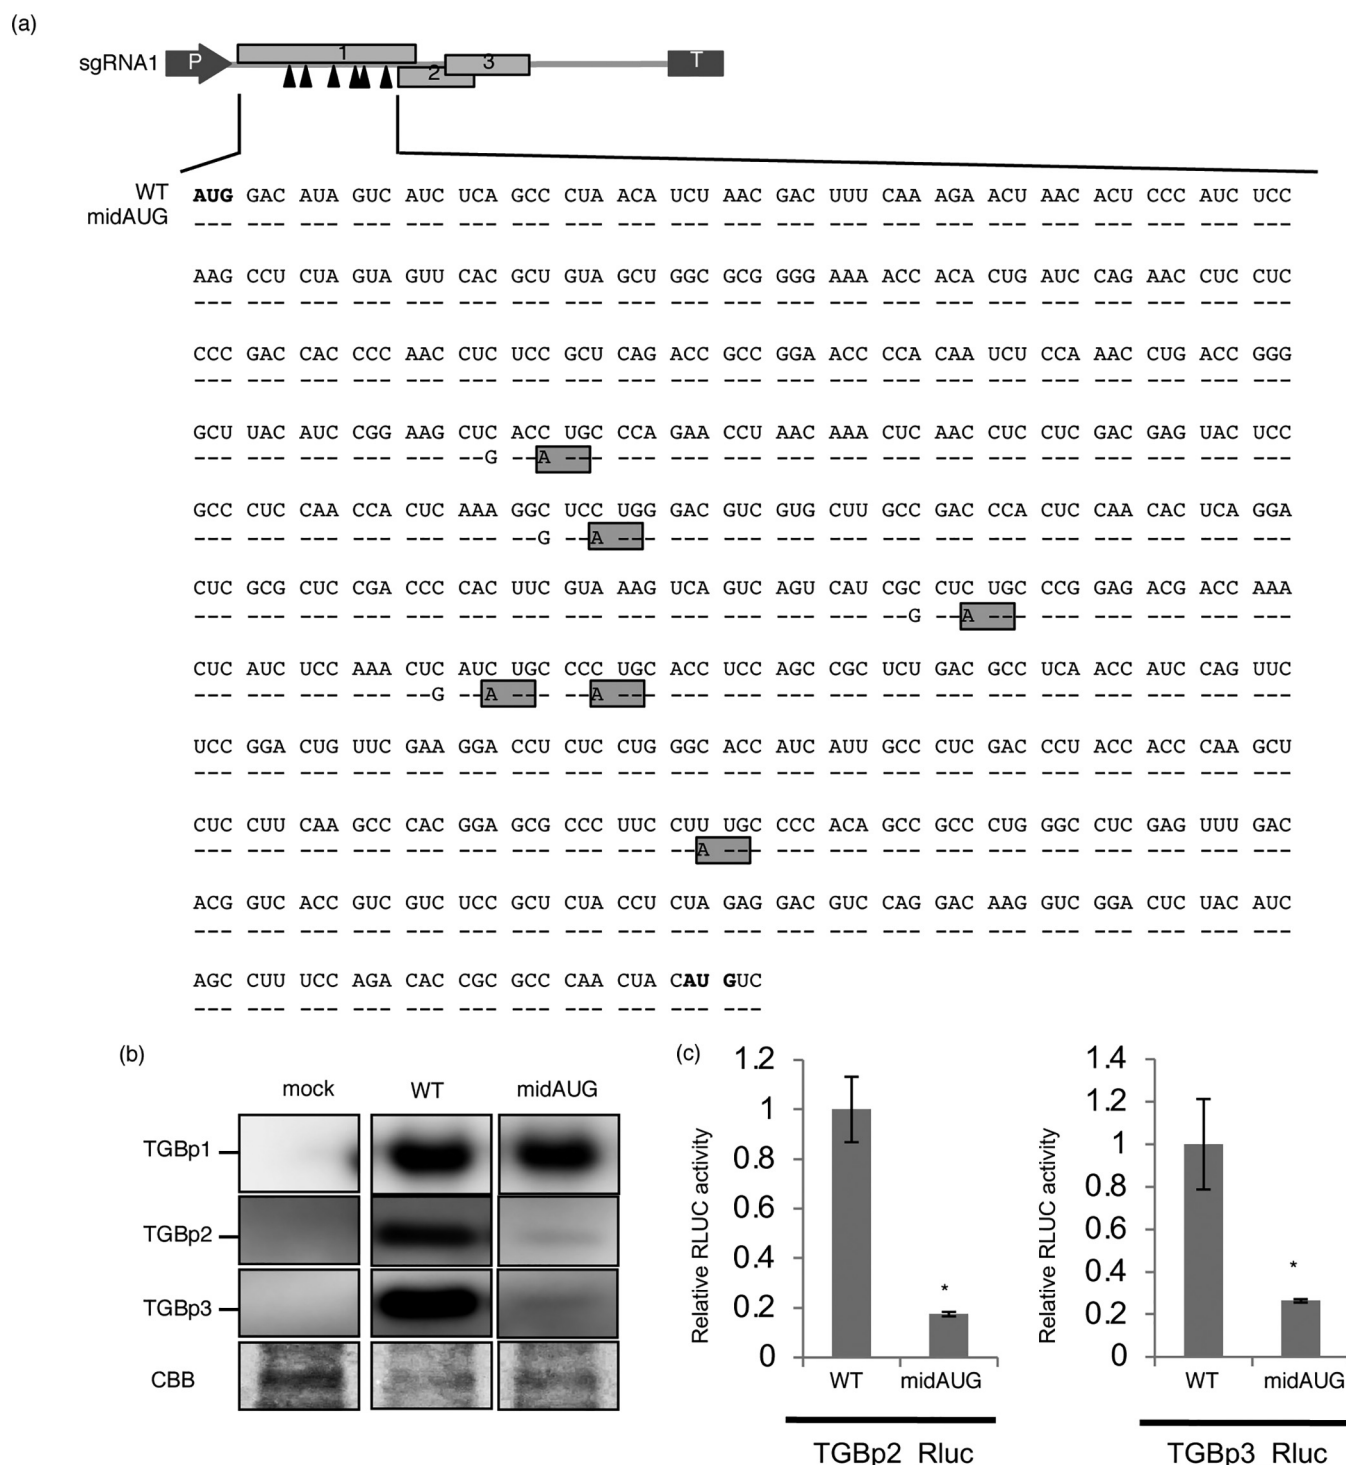 (a)
sgRNA1 P 1 2 3 T
WT AUG GAC AUA GUC AUC UCA GCC CUA ACA UCU AAC GAC UUU CAA AGA ACU AAC ACU CCC AUC UCC
midAUG --- --- --- --- --- --- --- --- --- --- --- --- --- --- --- --- --- --- --- --- ---
AAG CCU CUA GUA GUU CAC GCU GUA GCU GGC GCG GGG AAA ACC ACA CUG AUC CAG AAC CUC CUC
--- --- --- --- --- --- --- --- --- --- --- --- --- --- --- --- --- --- --- --- ---
CCC GAC CAC CCC AAC CUC UCC GCU CAG ACC GCC GGA ACC CCA CAA UCU CCA AAC CUG ACC GGG
--- --- --- --- --- --- --- --- --- --- --- --- --- --- --- --- --- --- --- --- ---
GCU UAC AUC CGG AAG CUC ACC UGC CCA GAA CCU AAC AAA CUC AAC CUC CUC GAC GAG UAC UCC
--- --- --- --- --- --G --A --- --- --- --- --- --- --- --- --- --- --- --- --- ---
GCC CUC CAA CCA CUC AAA GGC UCC UGG GAC GUC GUG CUU GCC GAC CCA CUC CAA CAC UCA GGA
--- --- --- --- --- --- --G --A --- --- --- --- --- --- --- --- --- --- --- --- ---
CUC GCG CUC CGA CCC CAC UUC GUA AAG UCA GUC AGU CAU CGC CUC UGC CCG GAG ACG ACC AAA
--- --- --- --- --- --- --- --- --- --- --- --- --- --G --A --- --- --- --- --- ---
CUC AUC UCC AAA CUC AUC UGC CCC UGC ACC UCC AGC CGC UCU GAC GCC UCA ACC AUC CAG UUC
--- --- --- --- --G --A --- --A --- --- --- --- --- --- --- --- --- --- --- --- ---
UCC GGA CUG UUC GAA GGA CCU CUC CUG GGC ACC AUC AUU GCC CUC GAC CCU ACC ACC CAA GCU
--- --- --- --- --- --- --- --- --- --- --- --- --- --- --- --- --- --- --- --- ---
CUC CUU CAA GCC CAC GGA GCG CCC UUC CUU UGC CCC ACA GCC GCC CUG GGC CUC GAG UUU GAC
--- --- --- --- --- --- --- --- --- --A --- --- --- --- --- --- --- --- --- --- ---
ACG GUC ACC GUC GUC UCC GCU CUA CCU CUA GAG GAC GUC CAG GAC AAG GUC GGA CUC UAC AUC
--- --- --- --- --- --- --- --- --- --- --- --- --- --- --- --- --- --- --- --- ---
AGC CUU UCC AGA CAC CGC GCC CAA CUA CAU GUC
--- --- --- --- --- --- --- --- --- --- ---
(b)
mock WT midAUG
TGBp1
TGBp2
TGBp3
CBB
(c)
Relative RLUC activity
1.2
1
0.8
0.6
0.4
0.2
0
*
WT midAUG
TGBp2 Rluc
Relative RLUC activity
1.4
1.2
1
0.8
0.6
0.4
0.2
0
*
WT midAUG
TGBp3 Rluc